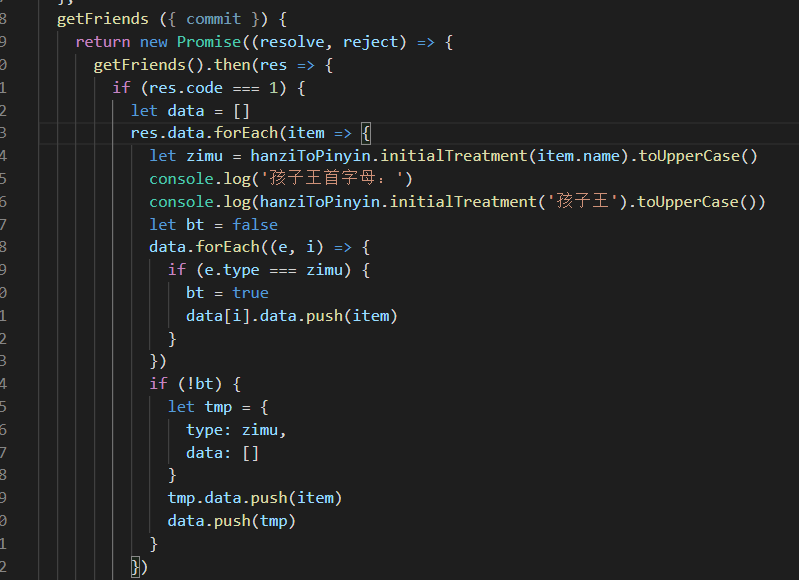 },
8 getFriends ({ commit }) {
9 return new Promise((resolve, reject) => {
0 getFriends().then(res => {
1 if (res.code === 1) {
2 let data = []
3 res.data.forEach(item => {
4 let zimu = hanziToPinyin.initialTreatment(item.name).toUpperCase()
5 console.log('孩子王首字母：')
6 console.log(hanziToPinyin.initialTreatment('孩子王').toUpperCase())
7 let bt = false
8 data.forEach((e, i) => {
9 if (e.type === zimu) {
0 bt = true
1 data[i].data.push(item)
2 }
3 })
4 if (!bt) {
5 let tmp = {
6 type: zimu,
7 data: []
8 }
9 tmp.data.push(item)
0 data.push(tmp)
1 }
2 })